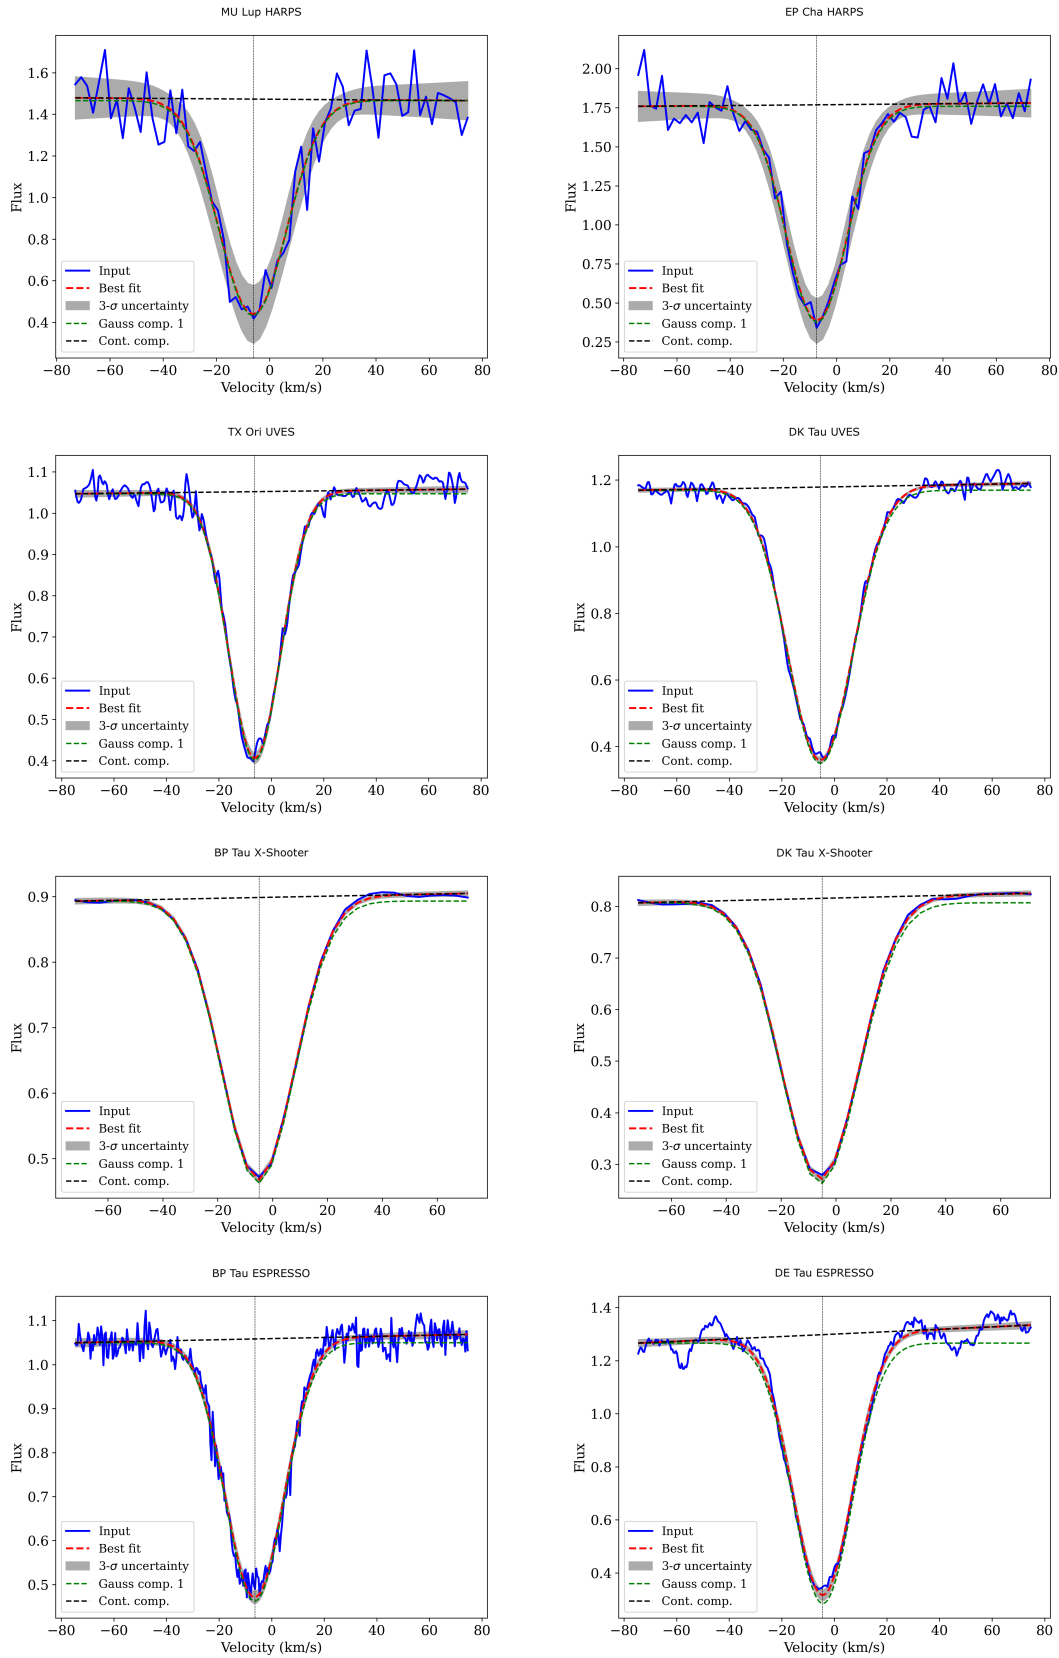 MU Lup HARPS
1.6
1.4
1.2
1.0
0.8
0.6
0.4
Flux
Input
Best fit
3-σ uncertainty
Gauss comp. 1
Cont. comp.
−80 −60 −40 −20 0 20 40 60 80
Velocity (km/s)
EP Cha HARPS
2.00
1.75
1.50
1.25
1.00
0.75
0.50
0.25
Flux
Input
Best fit
3-σ uncertainty
Gauss comp. 1
Cont. comp.
−80 −60 −40 −20 0 20 40 60 80
Velocity (km/s)
TX Ori UVES
1.1
1.0
0.9
0.8
0.7
0.6
0.5
0.4
Flux
Input
Best fit
3-σ uncertainty
Gauss comp. 1
Cont. comp.
−80 −60 −40 −20 0 20 40 60 80
Velocity (km/s)
DK Tau UVES
1.2
1.0
0.8
0.6
0.4
Flux
Input
Best fit
3-σ uncertainty
Gauss comp. 1
Cont. comp.
−80 −60 −40 −20 0 20 40 60 80
Velocity (km/s)
BP Tau X-Shooter
0.9
0.8
0.7
0.6
0.5
Flux
Input
Best fit
3-σ uncertainty
Gauss comp. 1
Cont. comp.
−60 −40 −20 0 20 40 60
Velocity (km/s)
DK Tau X-Shooter
0.8
0.7
0.6
0.5
0.4
0.3
Flux
Input
Best fit
3-σ uncertainty
Gauss comp. 1
Cont. comp.
−60 −40 −20 0 20 40 60
Velocity (km/s)
BP Tau ESPRESSO
1.1
1.0
0.9
0.8
0.7
0.6
0.5
Flux
Input
Best fit
3-σ uncertainty
Gauss comp. 1
Cont. comp.
−80 −60 −40 −20 0 20 40 60 80
Velocity (km/s)
DE Tau ESPRESSO
1.4
1.2
1.0
0.8
0.6
0.4
Flux
Input
Best fit
3-σ uncertainty
Gauss comp. 1
Cont. comp.
−80 −60 −40 −20 0 20 40 60 80
Velocity (km/s)